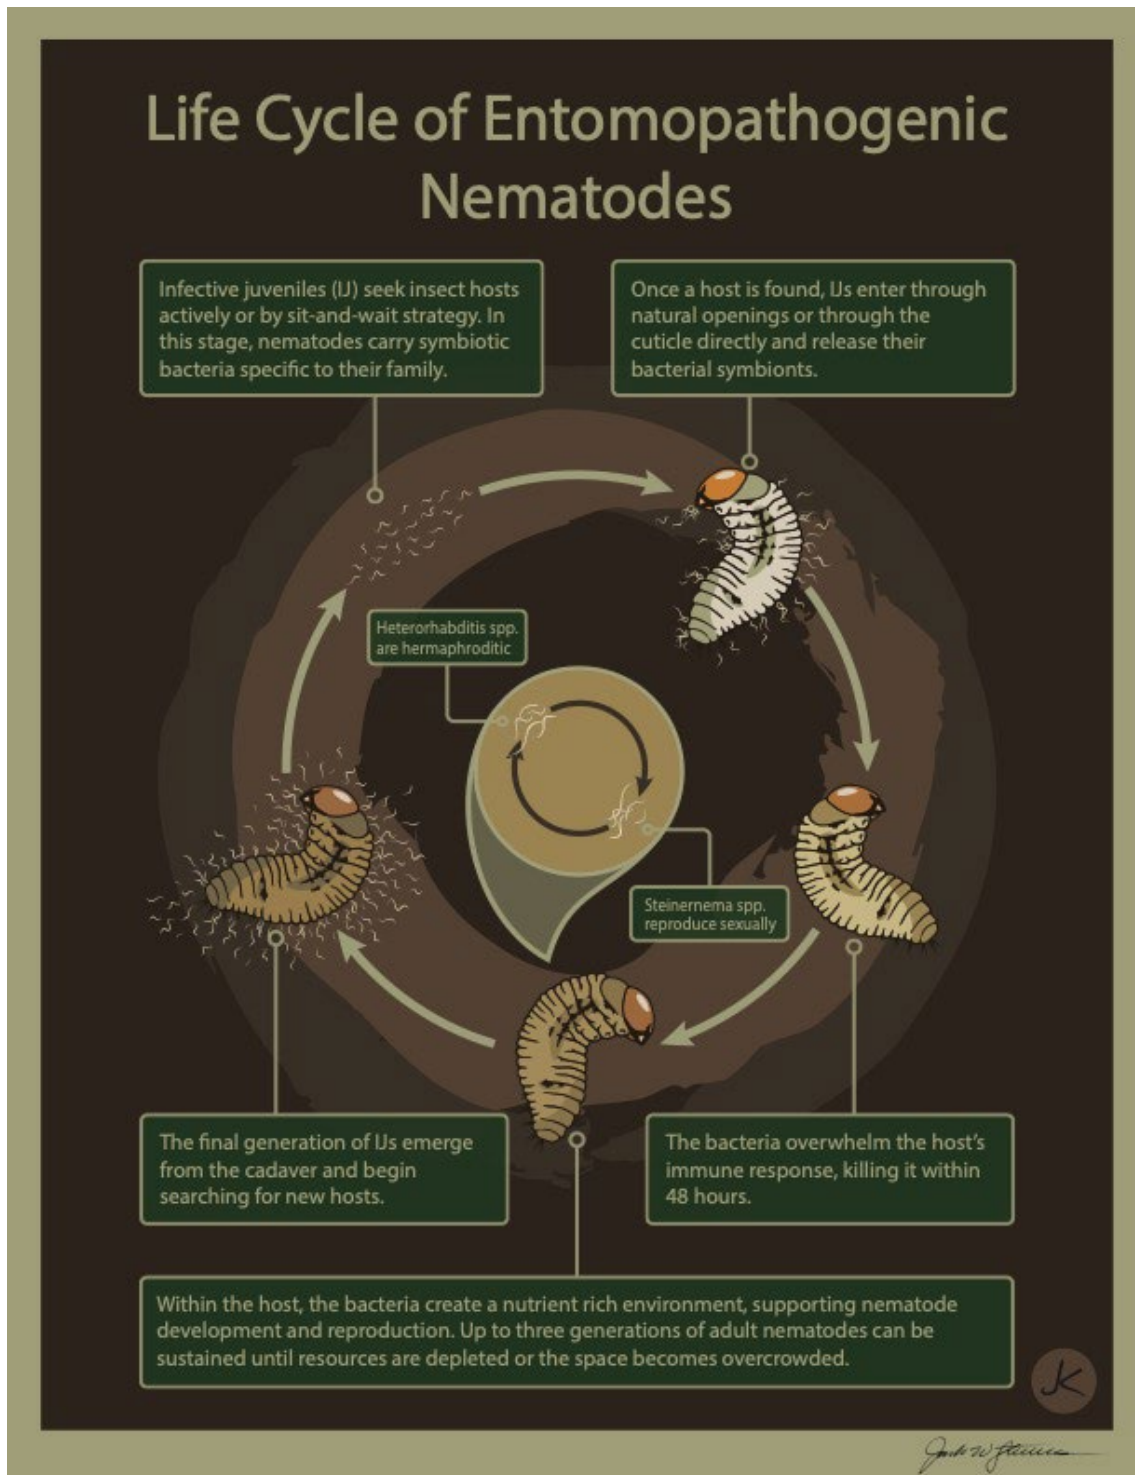 Life Cycle of Entomopathogenic
Nematodes
Infective juveniles (IJ) seek insect hosts
actively or by sit-and-wait strategy. In
this stage, nematodes carry symbiotic
bacteria specific to their family.
Once a host is found, IJs enter through
natural openings or through the
cuticle directly and release their
bacterial symbionts.
Heterorhabditis spp.
are hermaphroditic
Steinernema spp.
reproduce sexually
The final generation of IJs emerge
from the cadaver and begin
searching for new hosts.
The bacteria overwhelm the host's
immune response, killing it within
48 hours.
Within the host, the bacteria create a nutrient rich environment, supporting nematode
development and reproduction. Up to three generations of adult nematodes can be
sustained until resources are depleted or the space becomes overcrowded.
JK